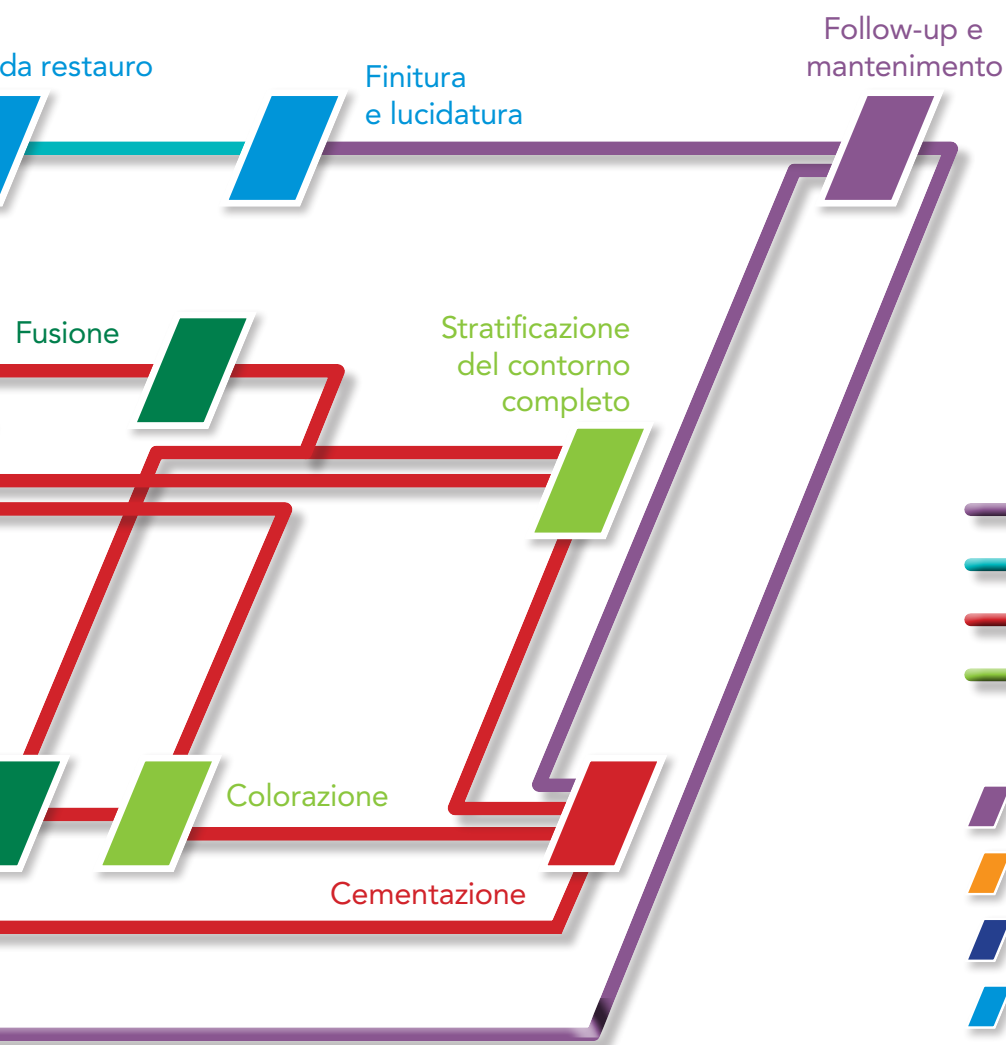 da restauro
Finitura
e lucidatura
Follow-up e
mantenimento
Fusione
Stratificazione
del contorno
completo
Colorazione
Cementazione